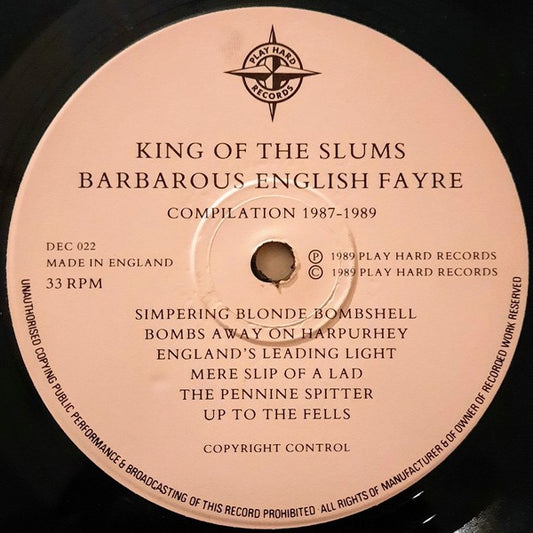 PLAY HARD
RECORDS
KING OF THE SLUMS
BARBAROUS ENGLISH FAYRE
COMPILATION 1987-1989
DEC 022
MADE IN ENGLAND
33 RPM
Ⓟ 1989 PLAY HARD RECORDS
© 1989 PLAY HARD RECORDS
SIMPERING BLONDE BOMBSHELL
BOMBS AWAY ON HARPURHEY
ENGLAND'S LEADING LIGHT
MERE SLIP OF A LAD
THE PENNINE SPITTER
UP TO THE FELLS
COPYRIGHT CONTROL
UNAUTHORISED COPYING PUBLIC PERFORMANCE & BROADCASTING OF THIS RECORD PROHIBITED · ALL RIGHTS OF MANUFACTURER & OF OWNER OF RECORDED WORK RESERVED